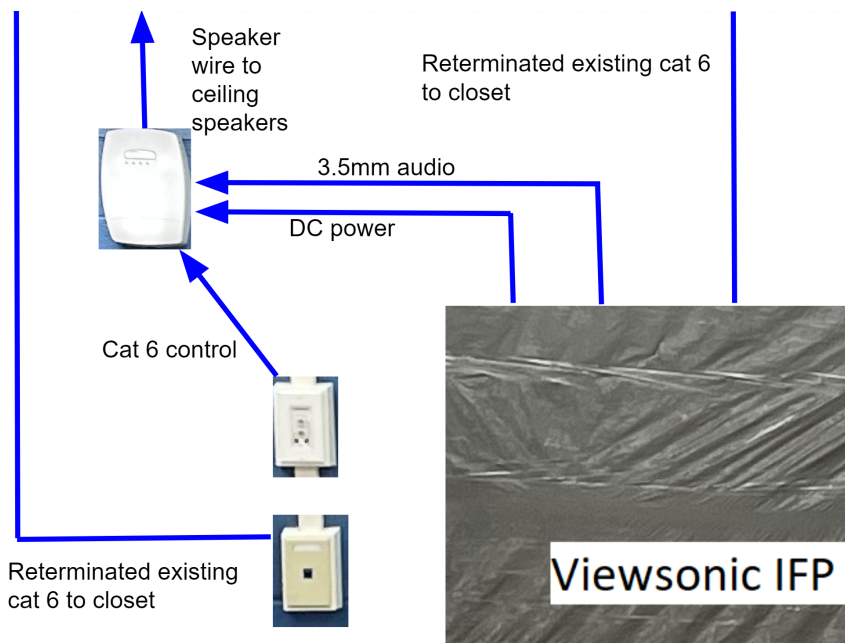 Speaker
wire to
ceiling
speakers
Reterminated existing cat 6
to closet
3.5mm audio
DC power
Cat 6 control
Reterminated existing
cat 6 to closet
Viewsonic IFP